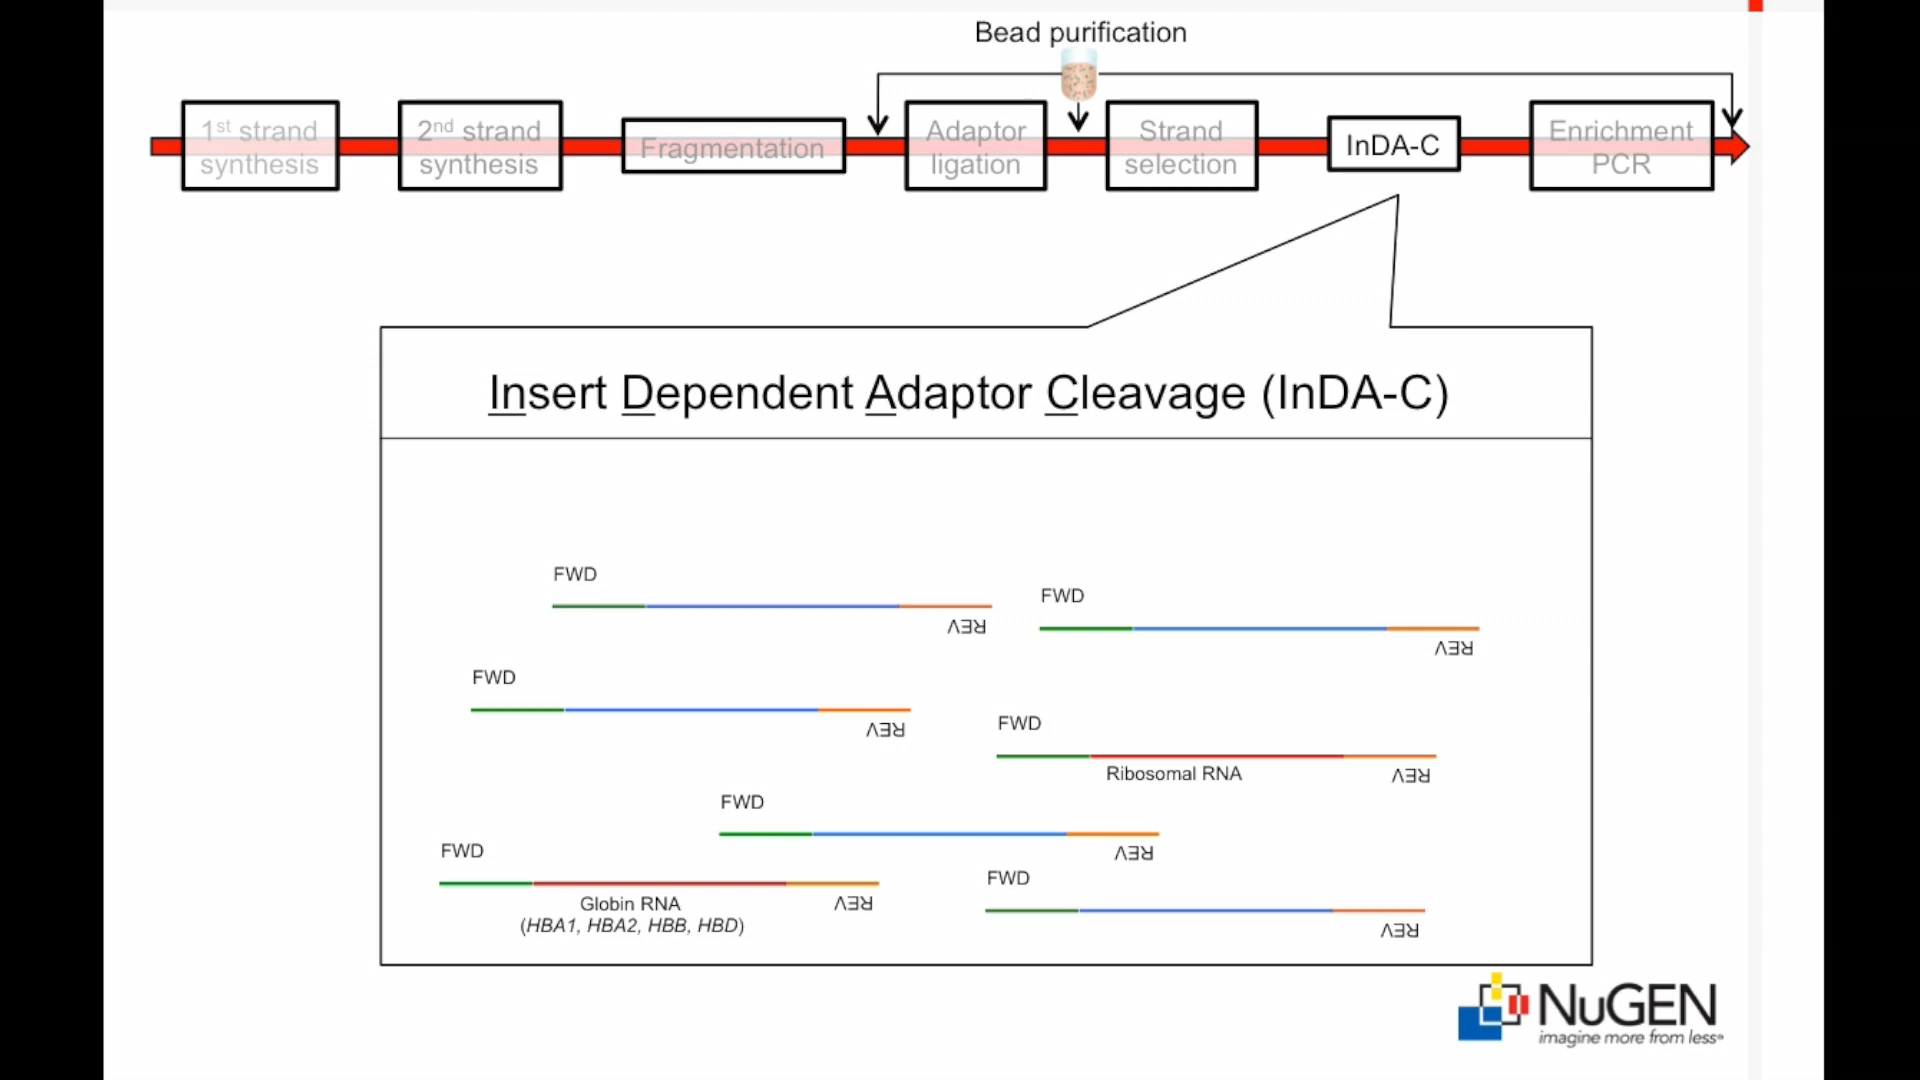 Bead purification
1st strand
synthesis
2nd strand
synthesis
Fragmentation
Adaptor
ligation
Strand
selection
InDA-C
Enrichment
PCR
Insert Dependent Adaptor Cleavage (InDA-C)
FWD
REV
FWD
REV
FWD
REV
FWD
Ribosomal RNA
REV
FWD
REV
FWD
Globin RNA
(HBA1, HBA2, HBB, HBD)
REV
FWD
REV
NuGEN
imagine more from less